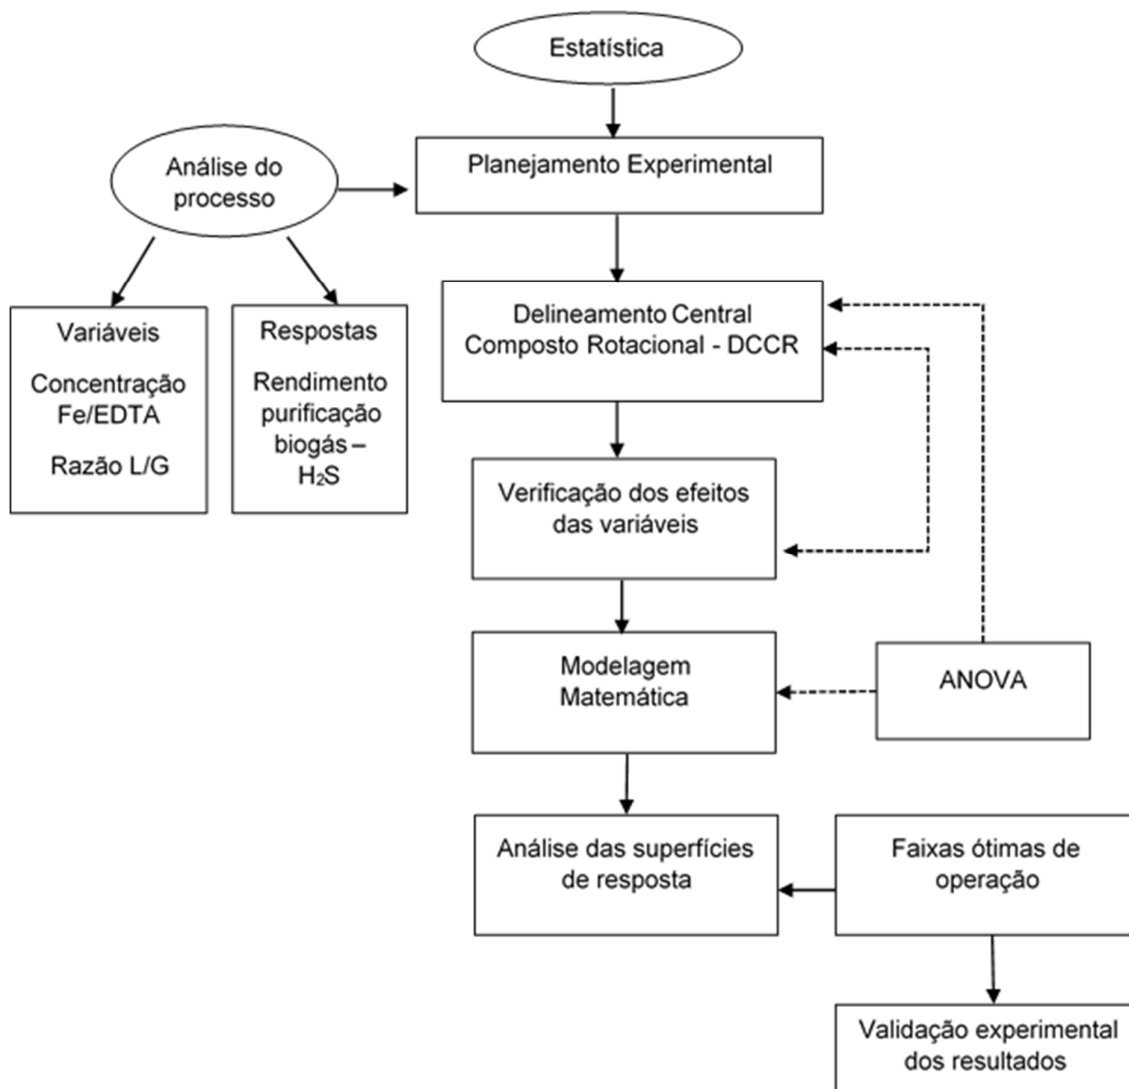 Estatística
Planejamento Experimental
Análise do
processo
Variáveis
Concentração
Fe/EDTA
Razão L/G
Respostas
Rendimento
purificação
biogás –
H₂S
Delineamento Central
Composto Rotacional - DCCR
Verificação dos efeitos
das variáveis
Modelagem
Matemática
ANOVA
Análise das superfícies
de resposta
Faixas ótimas de
operação
Validação experimental
dos resultados